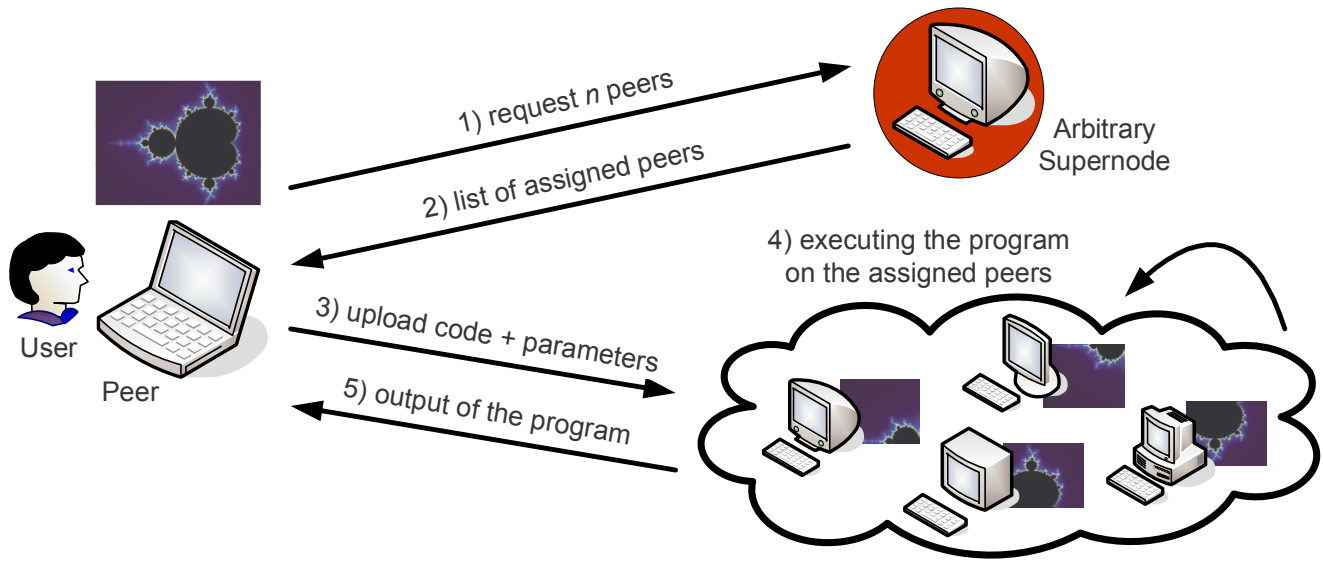 1) request n peers
Arbitrary
Supernode
2) list of assigned peers
4) executing the program
on the assigned peers
3) upload code + parameters
User
Peer
5) output of the program